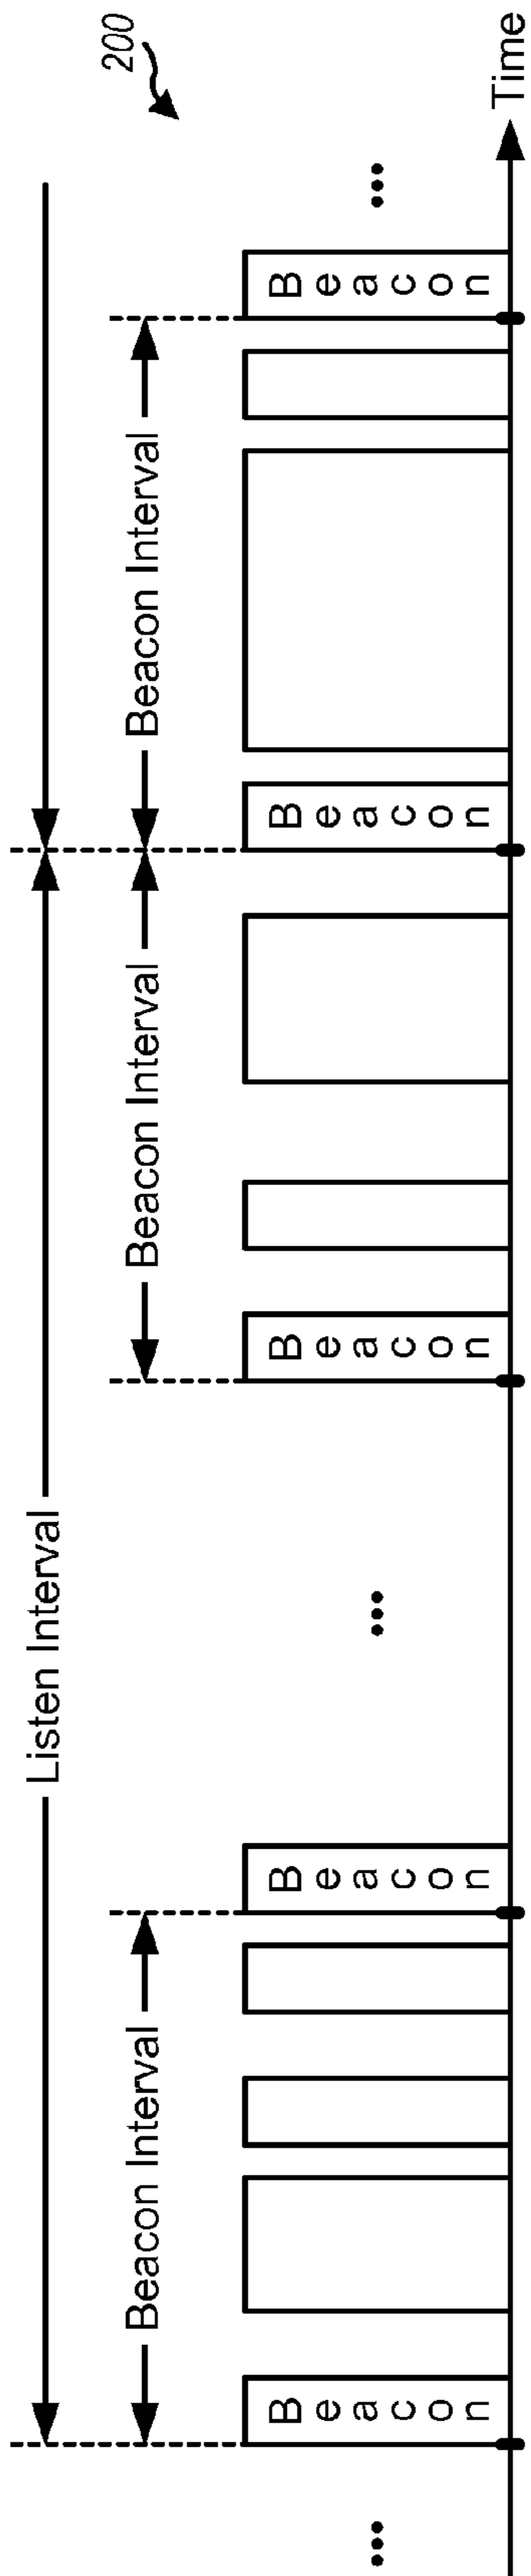 200
Listen Interval
Beacon Interval
...
Beacon Interval
Beacon Interval
...
Beacon
Beacon
...
Beacon
Beacon
Beacon
...
Time